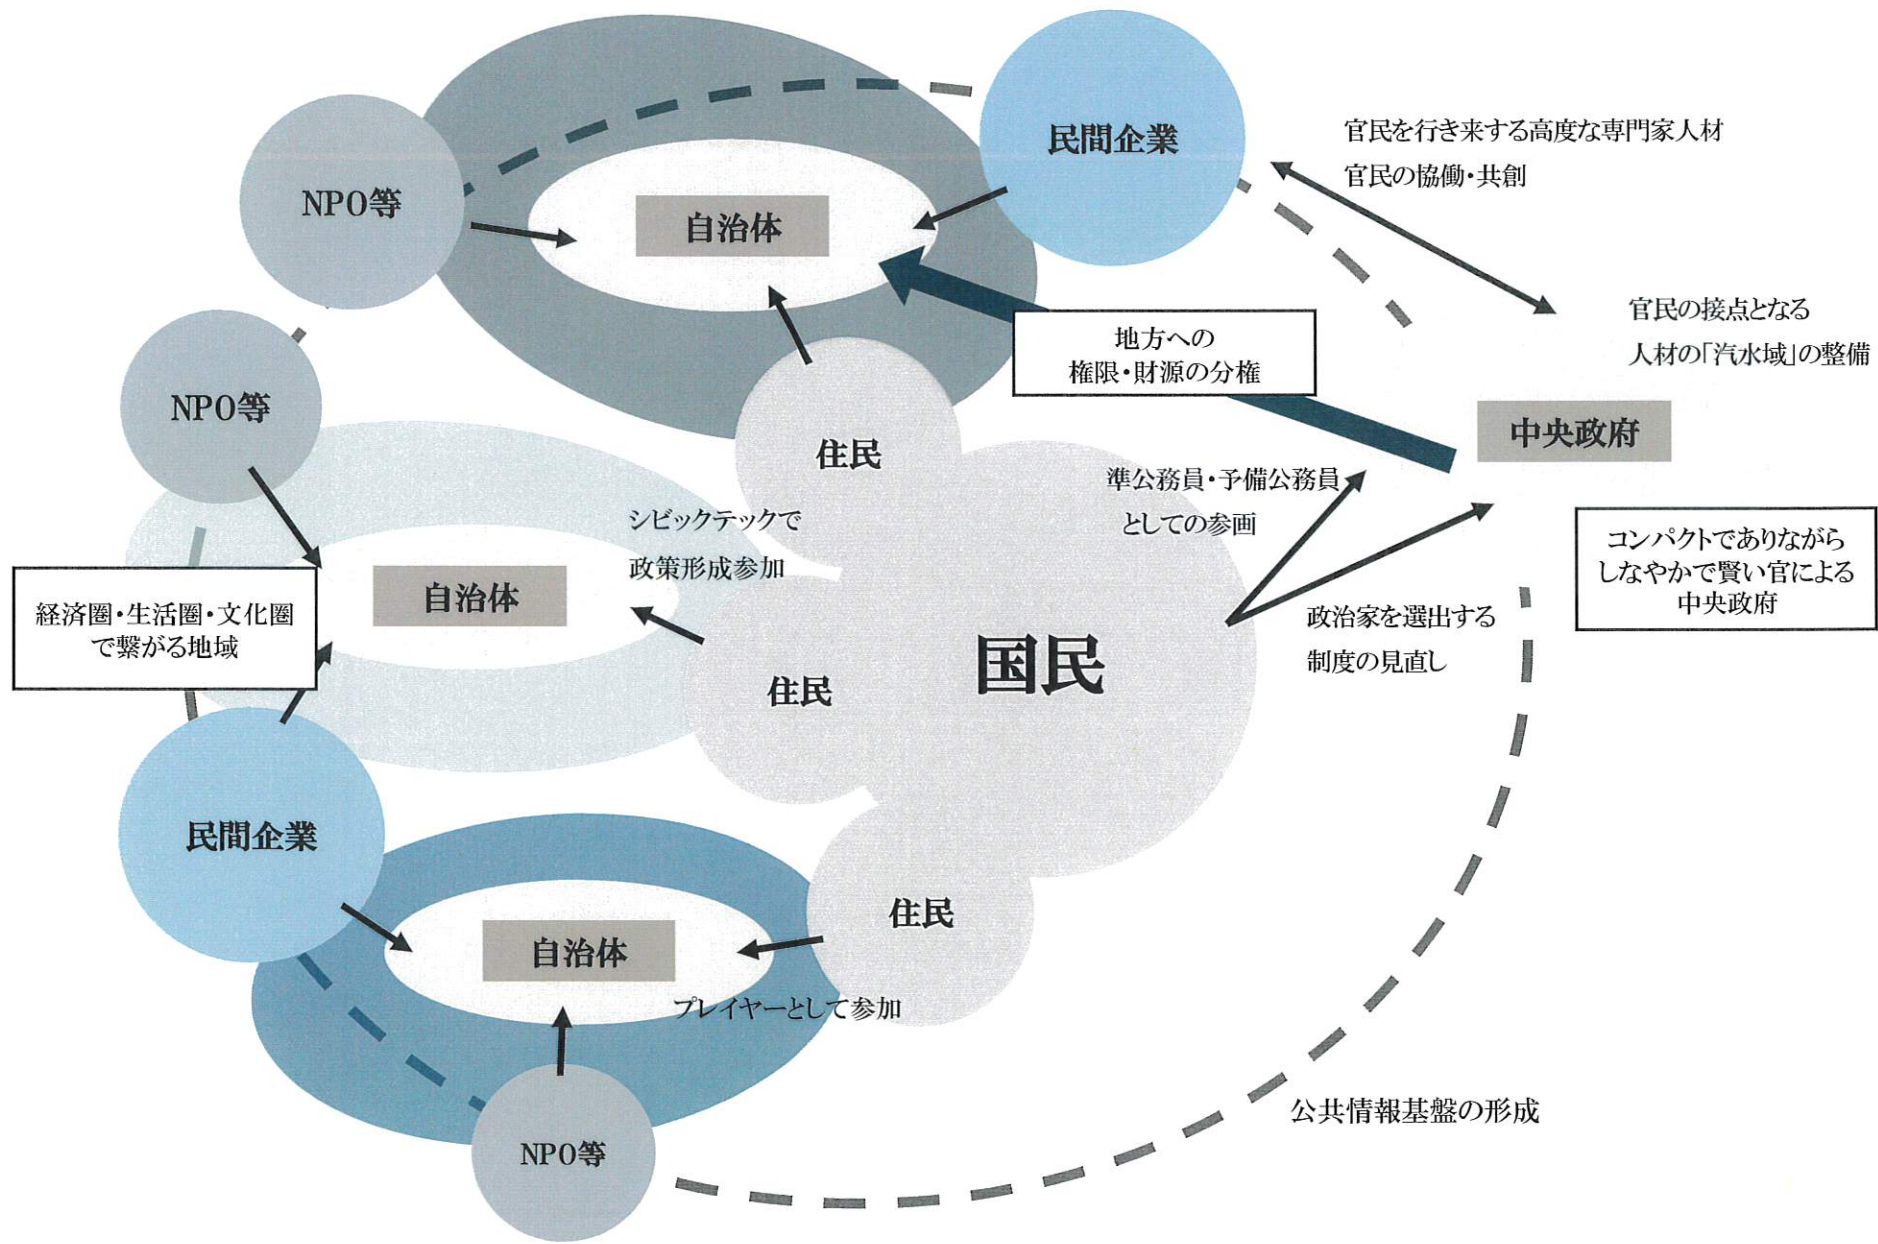 民間企業
官民を行き来する高度な専門家人材
官民の協働・共創
NPO等
自治体
官民の接点となる
人材の「汽水域」の整備
地方への
権限・財源の分権
NPO等
中央政府
住民
準公務員・予備公務員
としての参画
シビックテックで
政策形成参加
コンパクトでありながら
しなやかで賢い官による
中央政府
自治体
経済圏・生活圏・文化圏
で繋がる地域
政治家を選出する
制度の見直し
国民
住民
民間企業
住民
自治体
プレイヤーとして参加
公共情報基盤の形成
NPO等